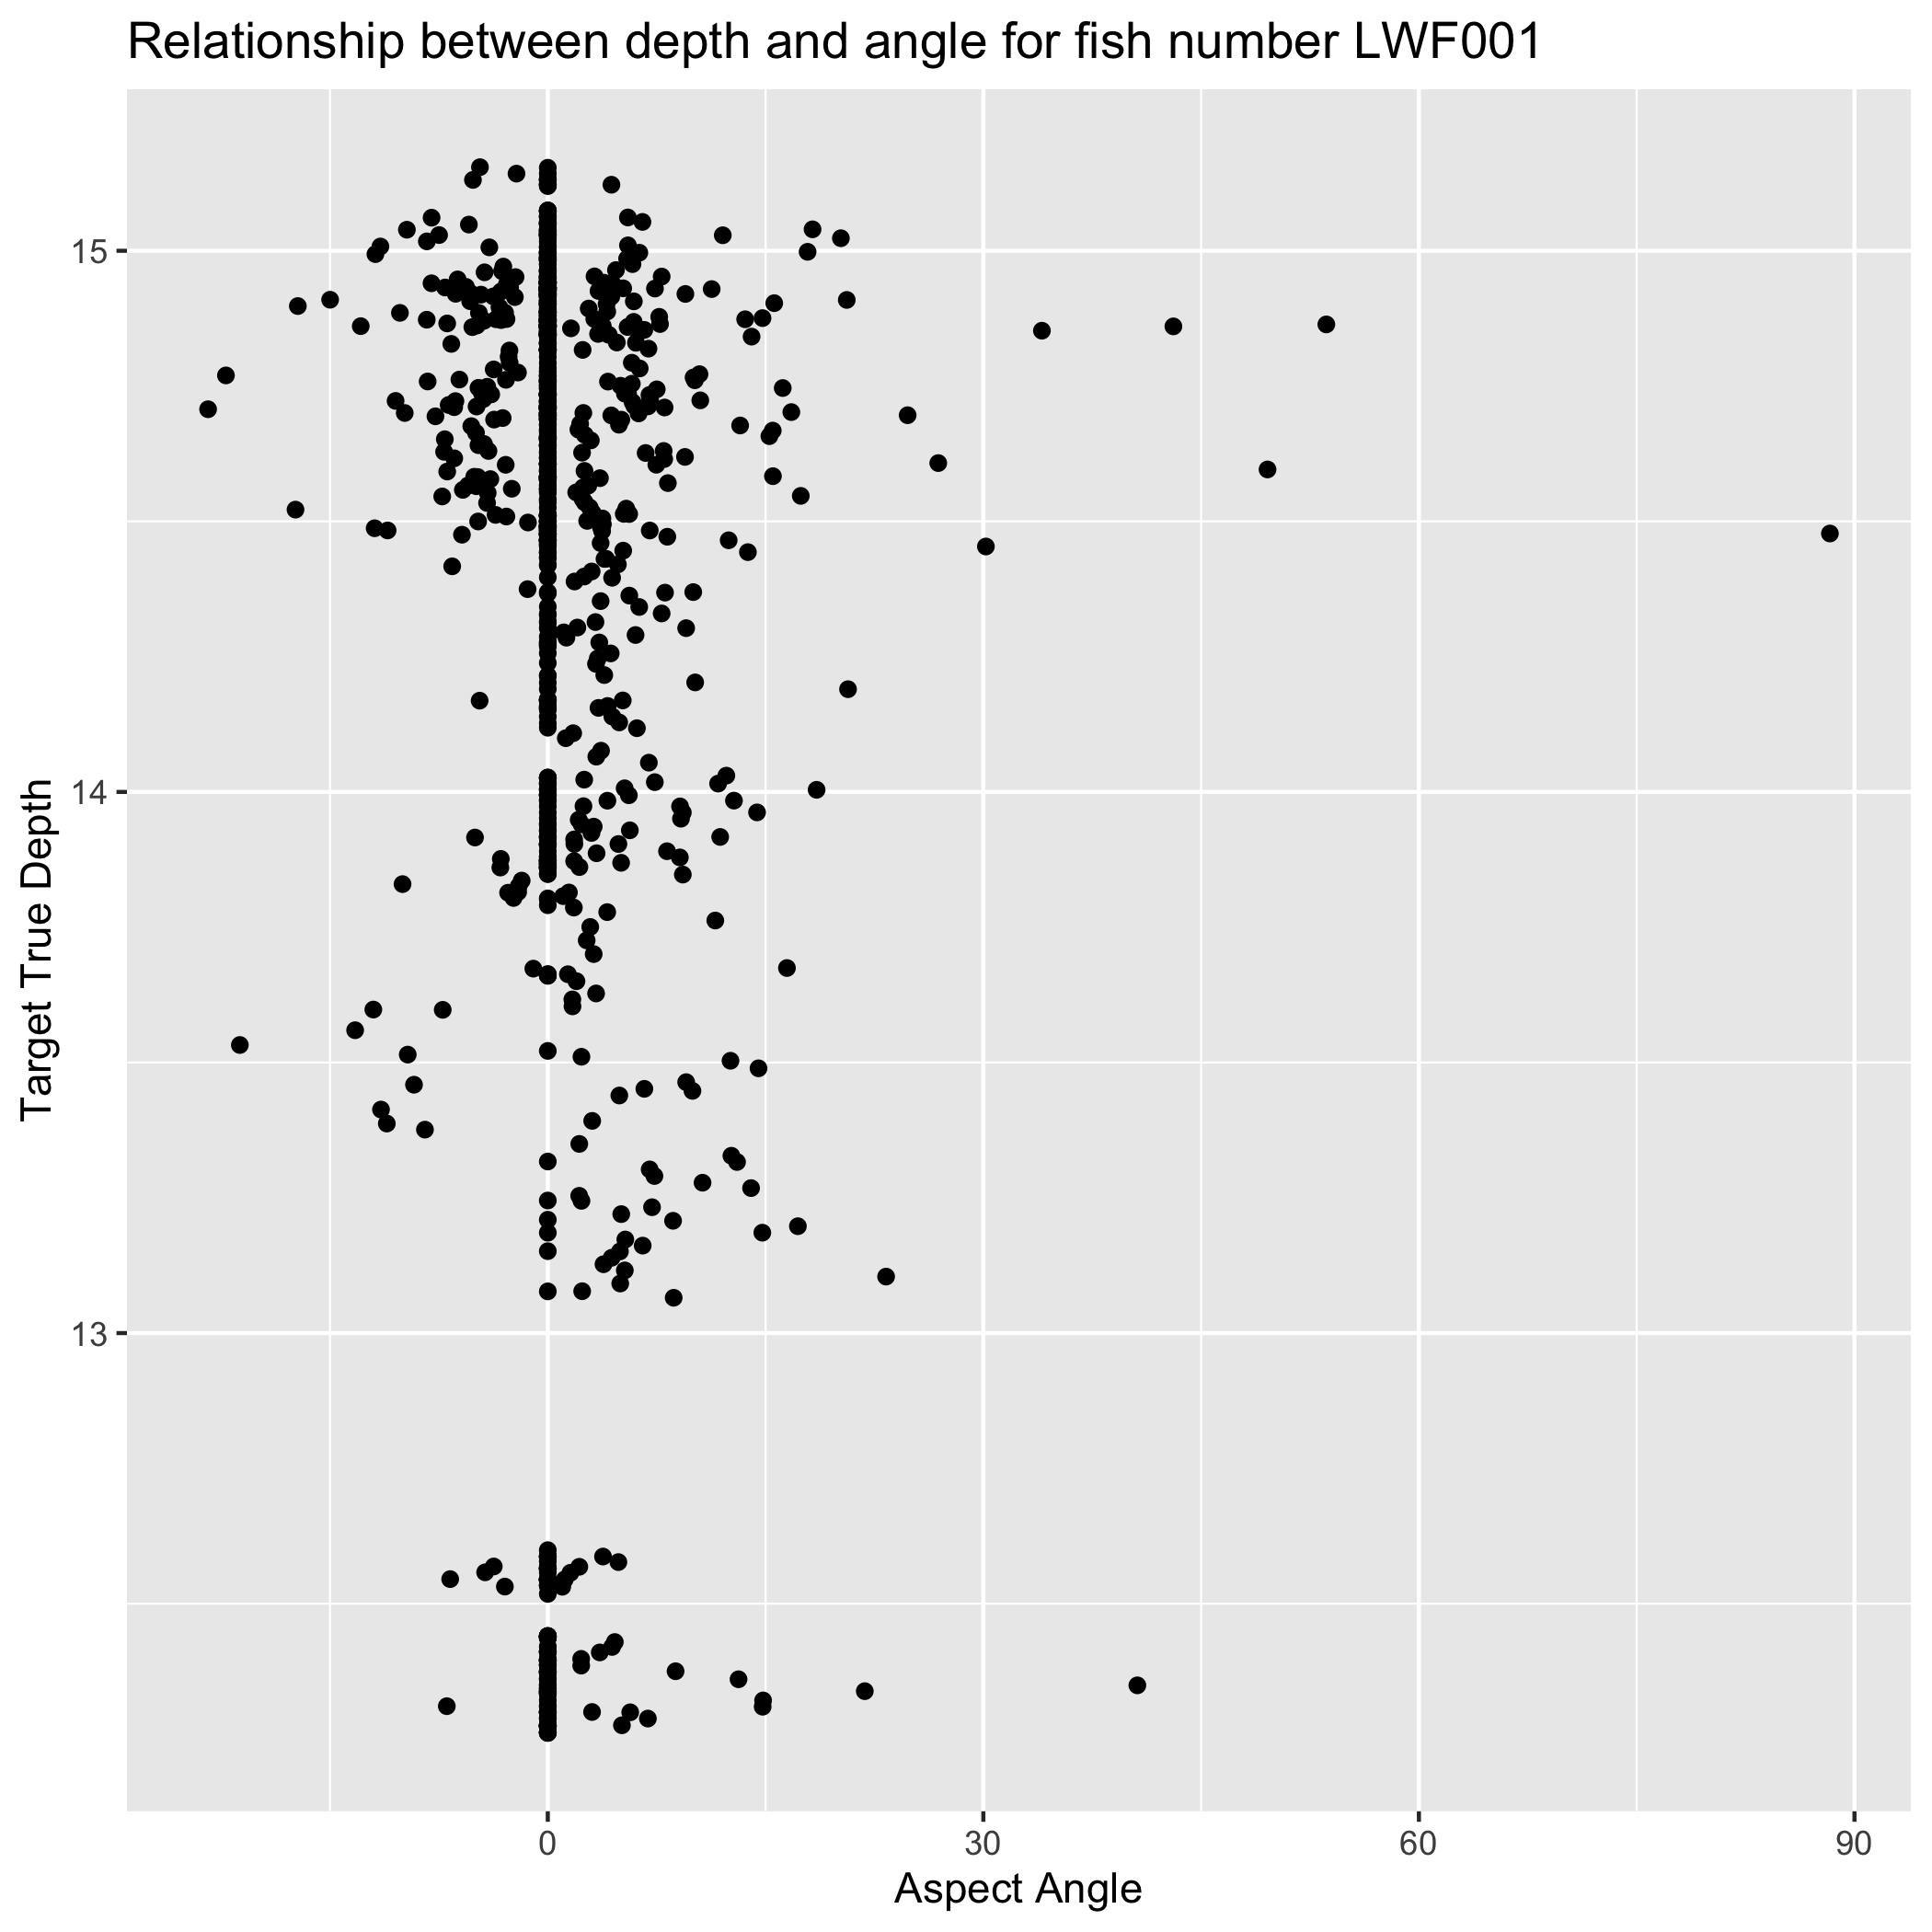 Relationship between depth and angle for fish number LWF001
Target True Depth
15
14
13
0 30 60 90
Aspect Angle